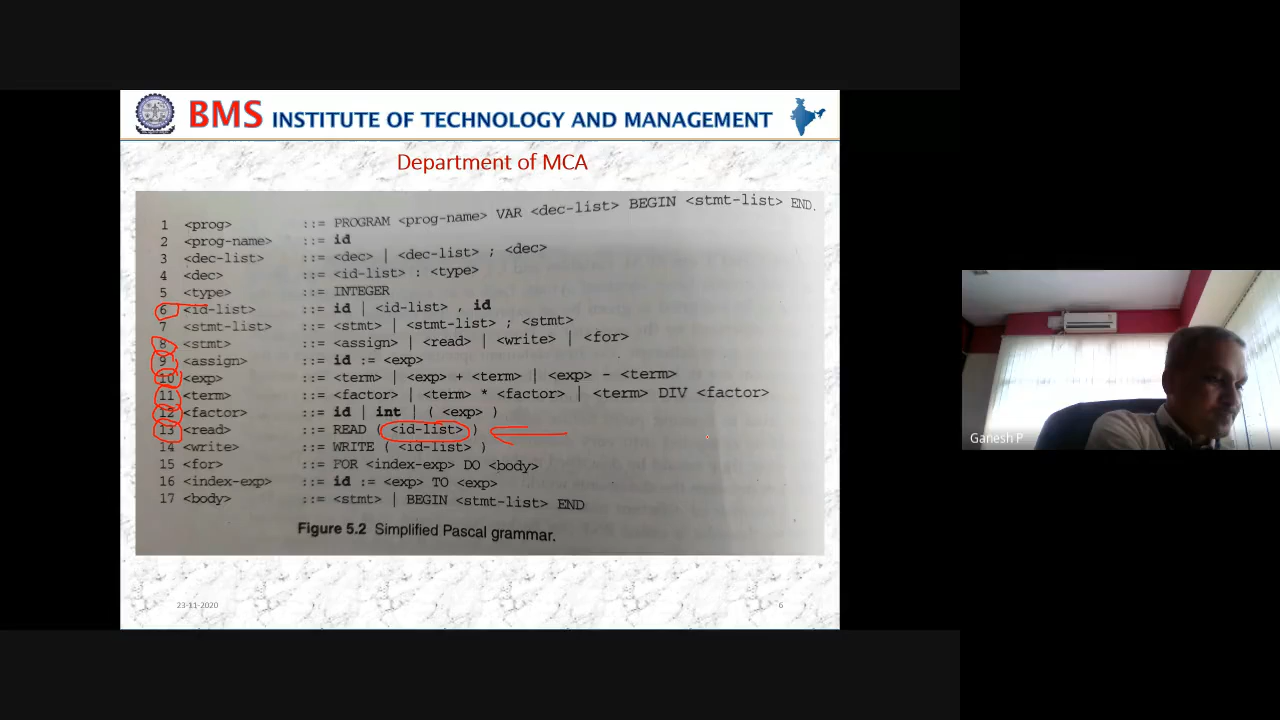 BMS INSTITUTE OF TECHNOLOGY AND MANAGEMENT
Department of MCA
1 <prog> ::= PROGRAM <prog-name> VAR <dec-list> BEGIN <stmt-list> END.
2 <prog-name> ::= id
3 <dec-list> ::= <dec> | <dec-list> ; <dec>
4 <dec> ::= <id-list> : <type>
5 <type> ::= INTEGER
6 <id-list> ::= id | <id-list> , id
7 <stmt-list> ::= <stmt> | <stmt-list> ; <stmt>
8 <stmt> ::= <assign> | <read> | <write> | <for>
9 <assign> ::= id := <exp>
10 <exp> ::= <term> | <exp> + <term> | <exp> - <term>
11 <term> ::= <factor> | <term> * <factor> | <term> DIV <factor>
12 <factor> ::= id | int | ( <exp> )
13 <read> ::= READ ( <id-list> )
14 <write> ::= WRITE ( <id-list> )
15 <for> ::= FOR <index-exp> DO <body>
16 <index-exp> ::= id := <exp> TO <exp>
17 <body> ::= <stmt> | BEGIN <stmt-list> END
Figure 5.2 Simplified Pascal grammar.
23-11-2020
6
Ganesh P